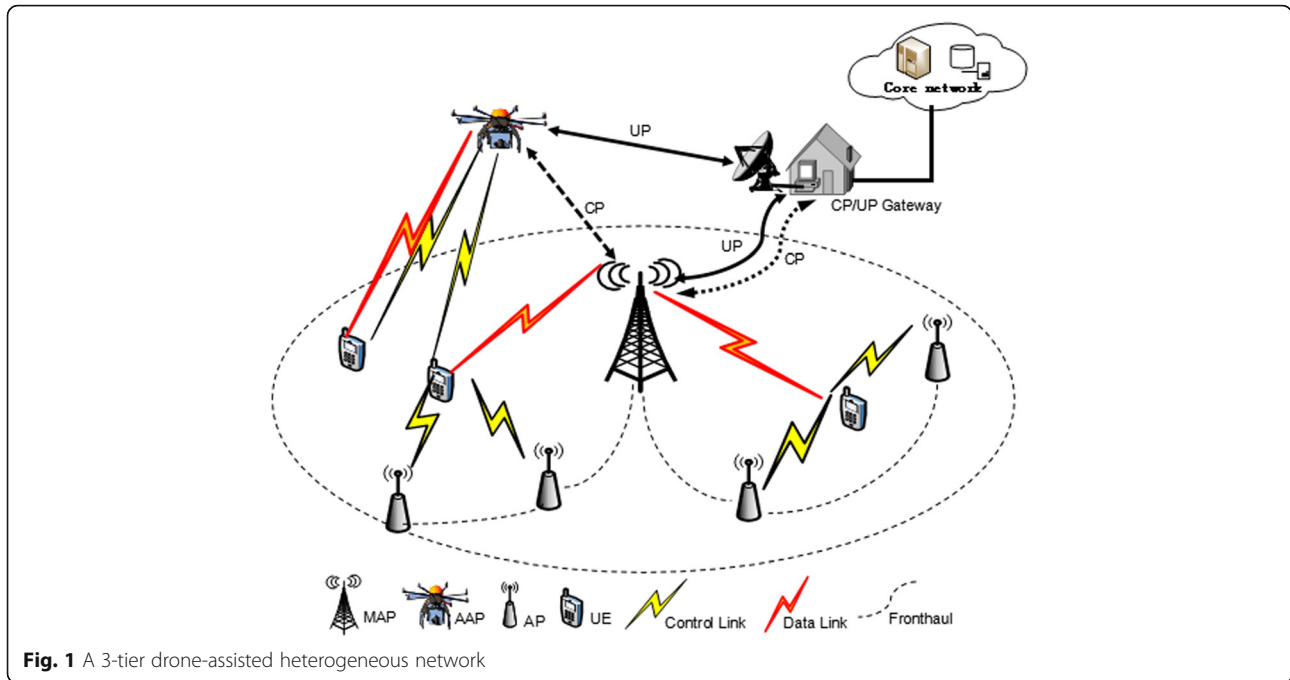 Core network
UP
CP/UP Gateway
CP
UP
CP
MAP
AAP
AP
UE
Control Link
Data Link
Fronthaul
Fig. 1 A 3-tier drone-assisted heterogeneous network